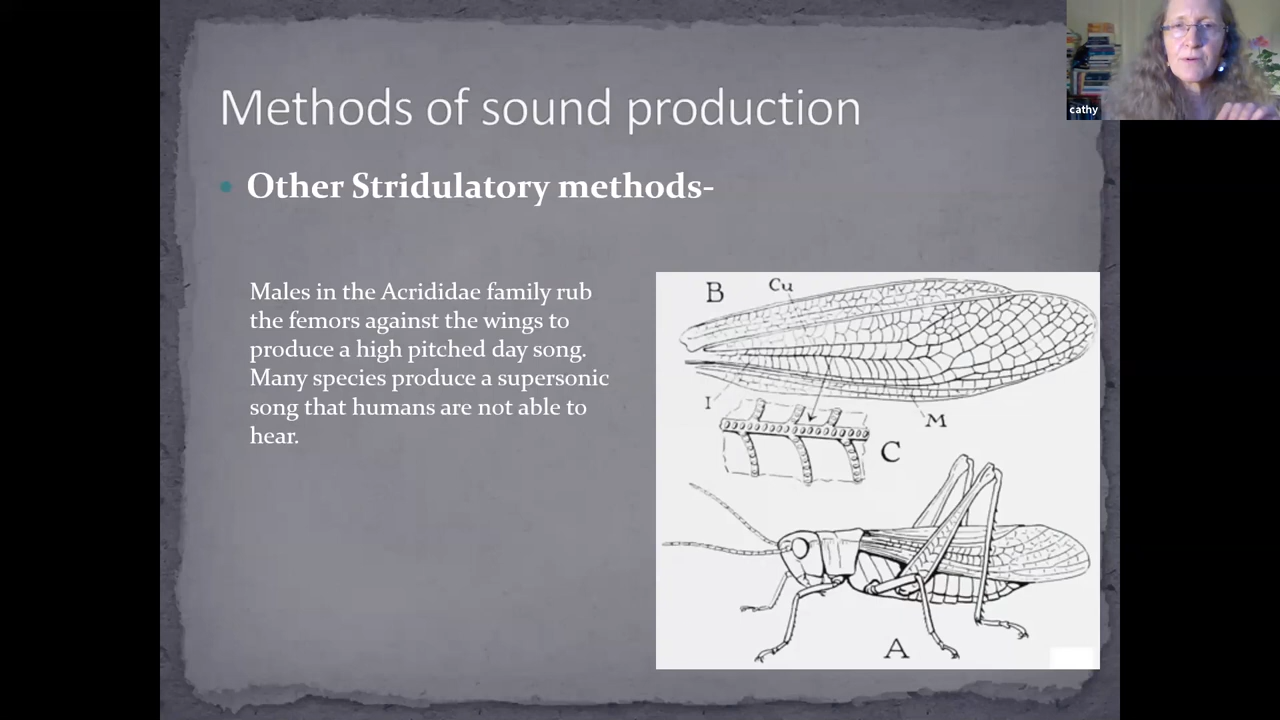 Methods of sound production
cathy
Other Stridulatory methods-
Males in the Acrididae family rub
the femors against the wings to
produce a high pitched day song.
Many species produce a supersonic
song that humans are not able to
hear.
B
Cu
I
M
C
A